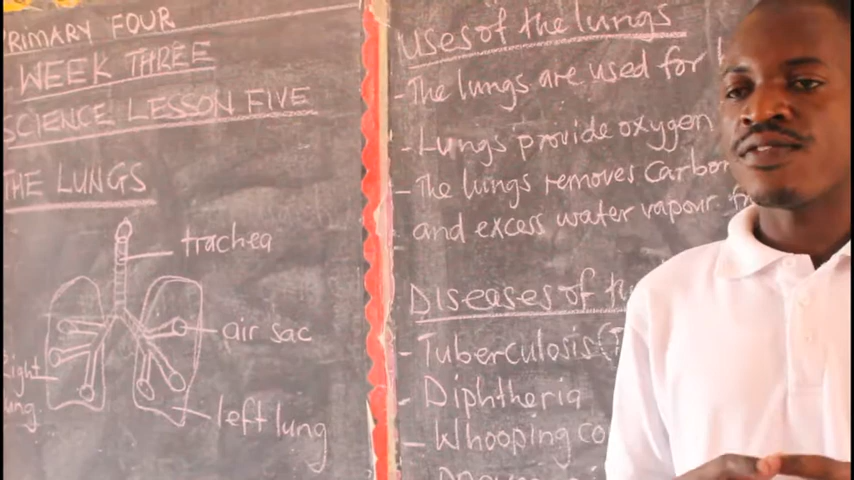 PRIMARY FOUR
WEEK THREE
SCIENCE LESSON FIVE
THE LUNGS
trachea
air sac
Right
lung
left lung
Uses of the lungs
- The lungs are used for
- Lungs provide oxygen
- The lungs removes carbon
and excess water vapour
Diseases of the
- Tuberculosis
- Diphtheria
- Whooping